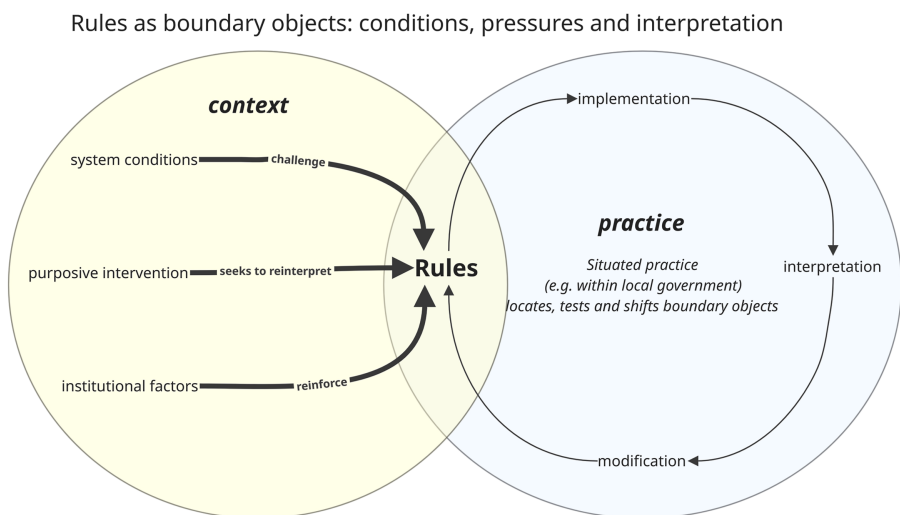 Rules as boundary objects: conditions, pressures and interpretation
context
system conditions
challenge
purposive intervention
seeks to reinterpret
institutional factors
reinforce
Rules
implementation
practice
Situated practice
(e.g. within local government)
locates, tests and shifts boundary objects
interpretation
modification